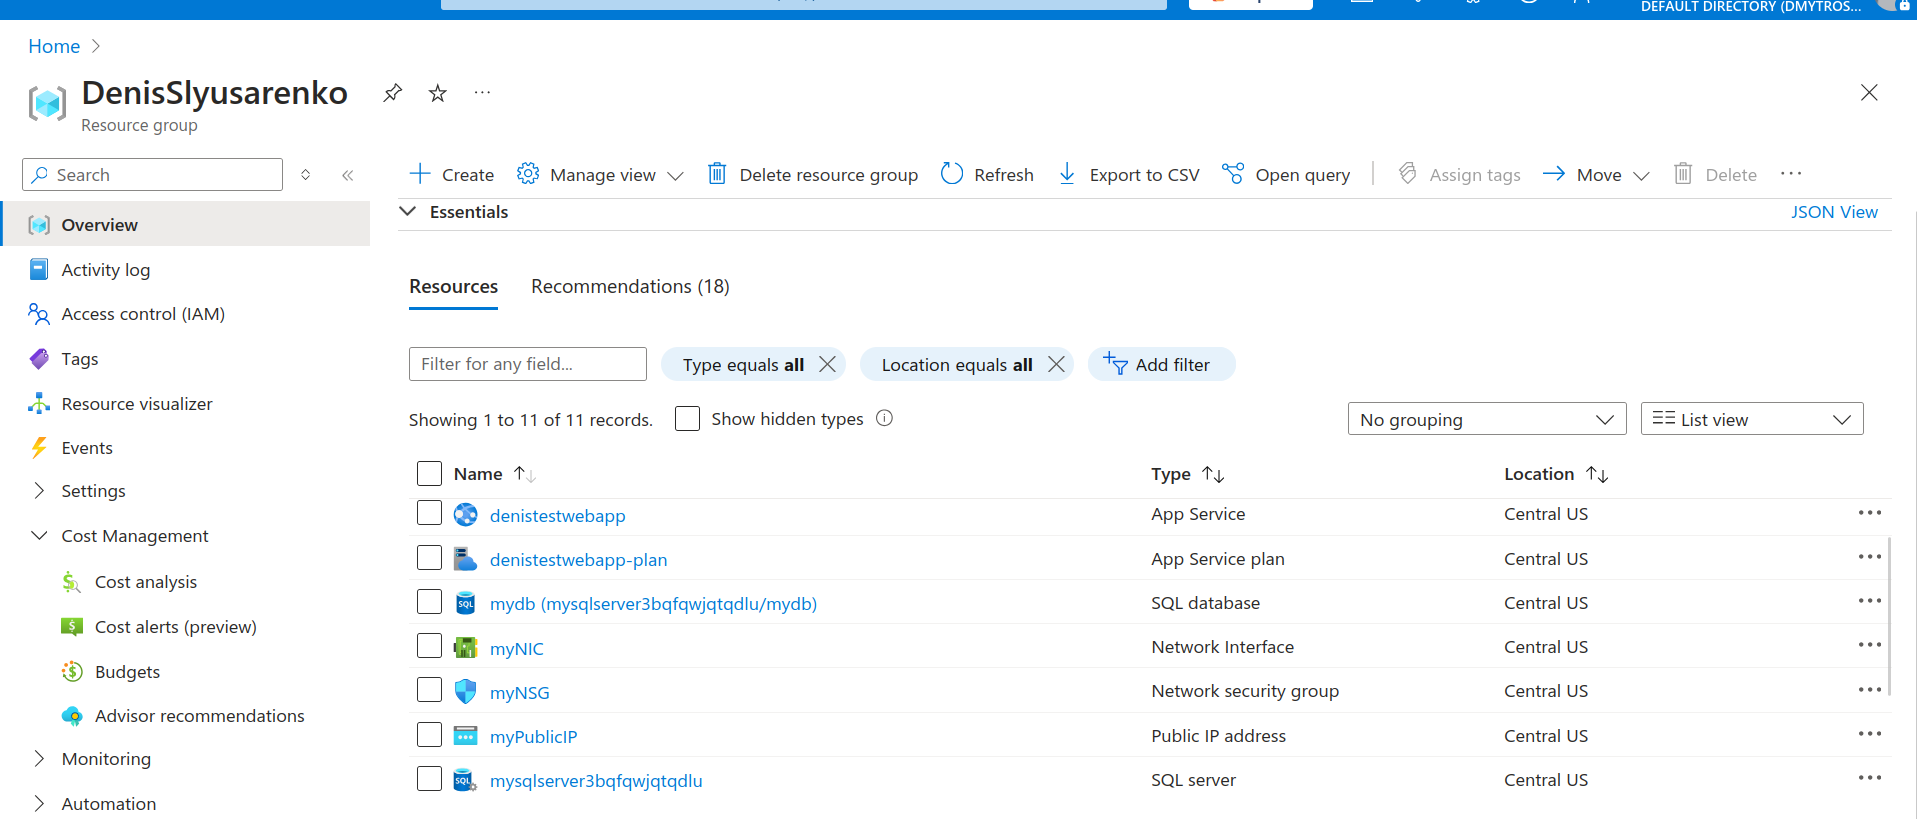 DEFAULT DIRECTORY (DMYTROS...
Home
DenisSlyusarenko
Resource group
Search
Create
Manage view
Delete resource group
Refresh
Export to CSV
Open query
Assign tags
Move
Delete
Overview
Activity log
Access control (IAM)
Tags
Resource visualizer
Events
Settings
Cost Management
Cost analysis
Cost alerts (preview)
Budgets
Advisor recommendations
Monitoring
Automation
Essentials
JSON View
Resources
Recommendations (18)
Filter for any field...
Type equals all
Location equals all
Add filter
Showing 1 to 11 of 11 records.
Show hidden types
No grouping
List view
Name
Type
Location
denistestwebapp
App Service
Central US
denistestwebapp-plan
App Service plan
Central US
SQL
mydb (mysqlserver3bqfqwjqtqdlu/mydb)
SQL database
Central US
myNIC
Network Interface
Central US
myNSG
Network security group
Central US
myPublicIP
Public IP address
Central US
SQL
mysqlserver3bqfqwjqtqdlu
SQL server
Central US